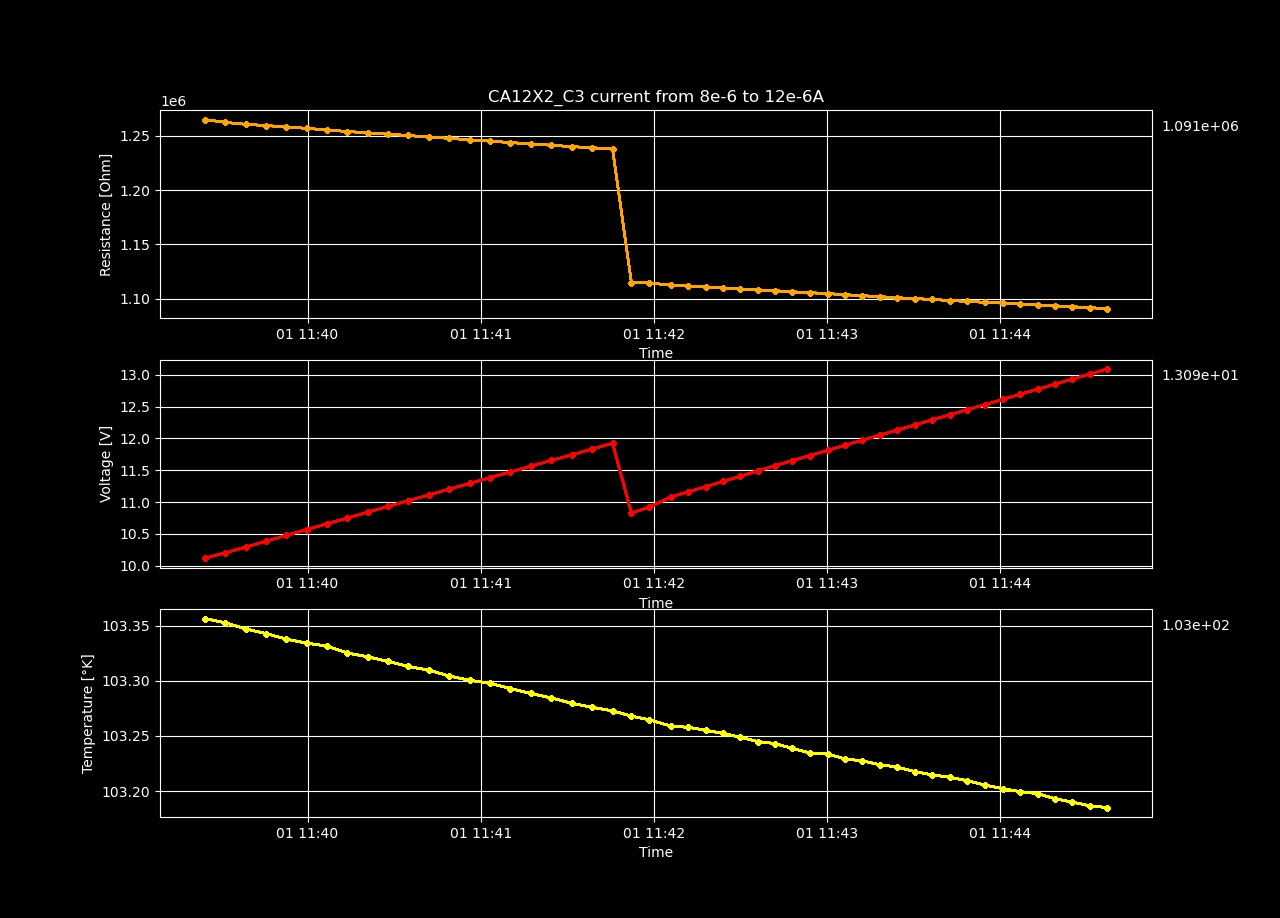 CA12X2_C3 current from 8e-6 to 12e-6A
1e6
1.091e+06
Resistance [Ohm]
1.25
1.20
1.15
1.10
01 11:40 01 11:41 01 11:42 01 11:43 01 11:44
Time
1.309e+01
Voltage [V]
13.0
12.5
12.0
11.5
11.0
10.5
10.0
01 11:40 01 11:41 01 11:42 01 11:43 01 11:44
Time
1.03e+02
Temperature [°K]
103.35
103.30
103.25
103.20
01 11:40 01 11:41 01 11:42 01 11:43 01 11:44
Time